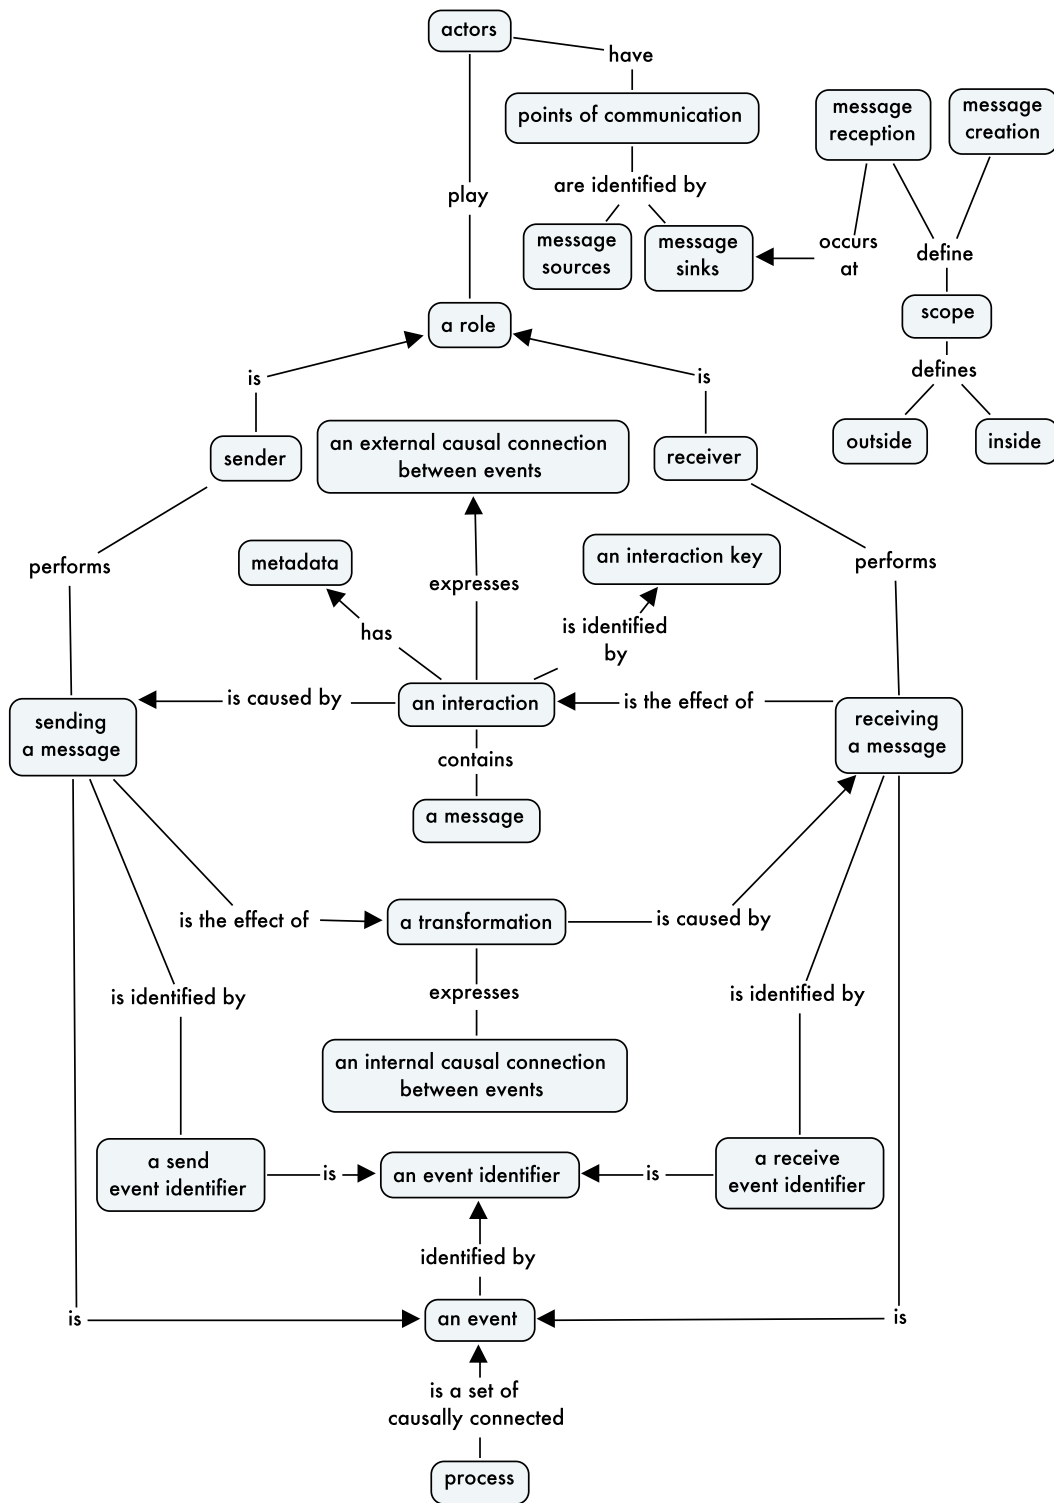 actors
have
points of communication
message
reception
message
creation
are identified by
play
message
sources
message
sinks
occurs
at
define
scope
a role
defines
is
is
outside
inside
sender
an external causal connection
between events
receiver
performs
metadata
expresses
an interaction key
performs
has
is identified
by
sending
a message
is caused by
an interaction
is the effect of
receiving
a message
contains
a message
is the effect of
a transformation
is caused by
is identified by
expresses
is identified by
an internal causal connection
between events
a send
event identifier
is
an event identifier
is
a receive
event identifier
identified by
is
an event
is
is a set of
causally connected
process